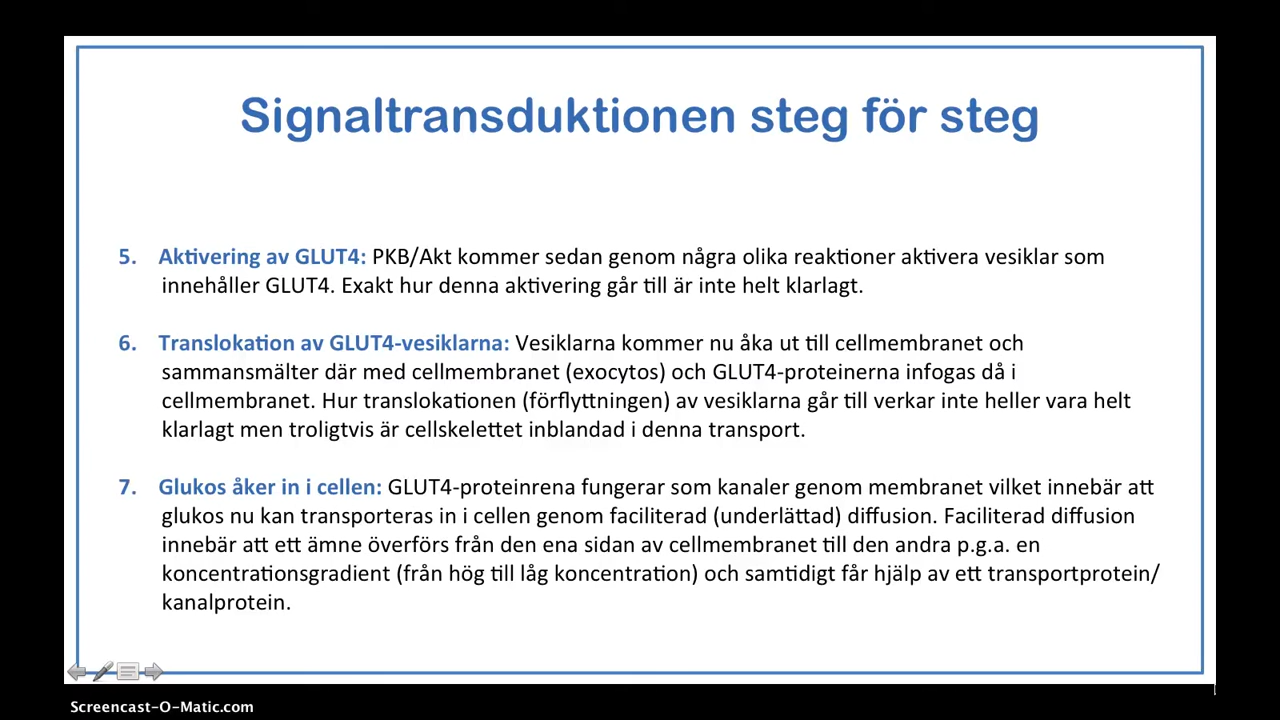 Signaltransduktionen steg för steg
5. Aktivering av GLUT4: PKB/Akt kommer sedan genom några olika reaktioner aktivera vesiklar som
innehåller GLUT4. Exakt hur denna aktivering går till är inte helt klarlagt.
6. Translokation av GLUT4-vesiklarna: Vesiklarna kommer nu åka ut till cellmembranet och
sammansmälter där med cellmembranet (exocytos) och GLUT4-proteinerna infogas då i
cellmembranet. Hur translokationen (förflyttningen) av vesiklarna går till verkar inte heller vara helt
klarlagt men troligtvis är cellskelettet inblandad i denna transport.
7. Glukos åker in i cellen: GLUT4-proteinrena fungerar som kanaler genom membranet vilket innebär att
glukos nu kan transporteras in i cellen genom faciliterad (underlättad) diffusion. Faciliterad diffusion
innebär att ett ämne överförs från den ena sidan av cellmembranet till den andra p.g.a. en
koncentrationsgradient (från hög till låg koncentration) och samtidigt får hjälp av ett transportprotein/
kanalprotein.
Screencast-O-Matic.com